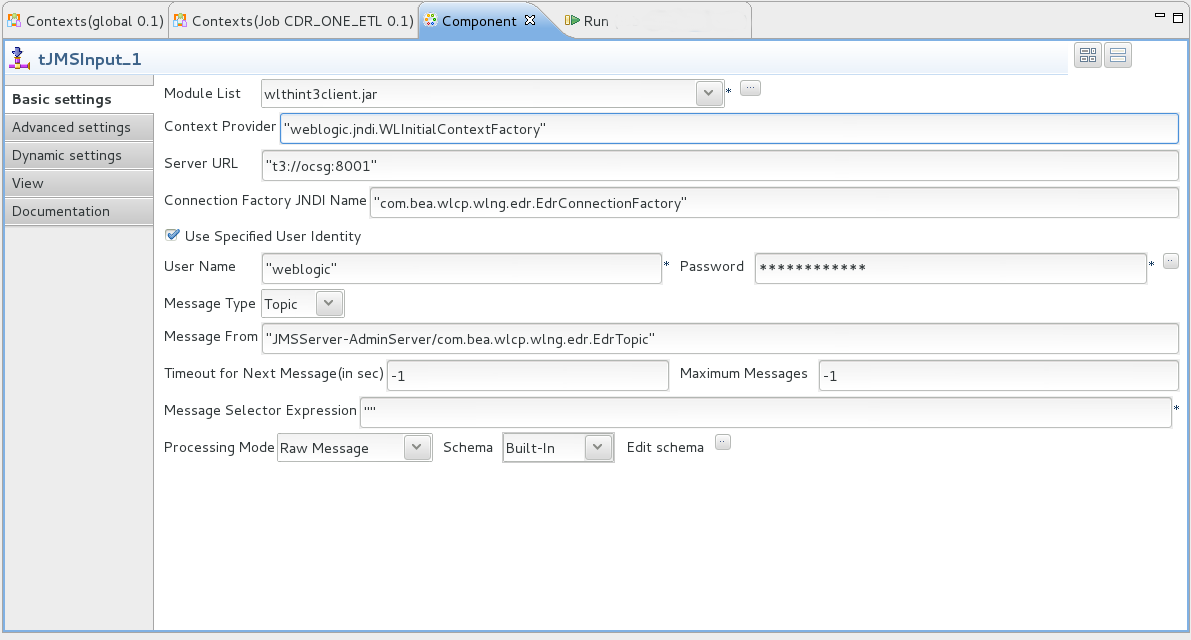 Contexts(global 0.1) Contexts(Job CDR_ONE_ETL 0.1) Component Run
tJMSInput_1
Basic settings
Advanced settings
Dynamic settings
View
Documentation
Module List wlthint3client.jar * ...
Context Provider "weblogic.jndi.WLInitialContextFactory"
Server URL "t3://ocsg:8001"
Connection Factory JNDI Name "com.bea.wlcp.wlng.edr.EdrConnectionFactory"
Use Specified User Identity
User Name "weblogic" * Password ************ * ..
Message Type Topic
Message From "JMSServer-AdminServer/com.bea.wlcp.wlng.edr.EdrTopic"
Timeout for Next Message(in sec) -1 Maximum Messages -1
Message Selector Expression "" *
Processing Mode Raw Message Schema Built-In Edit schema ..